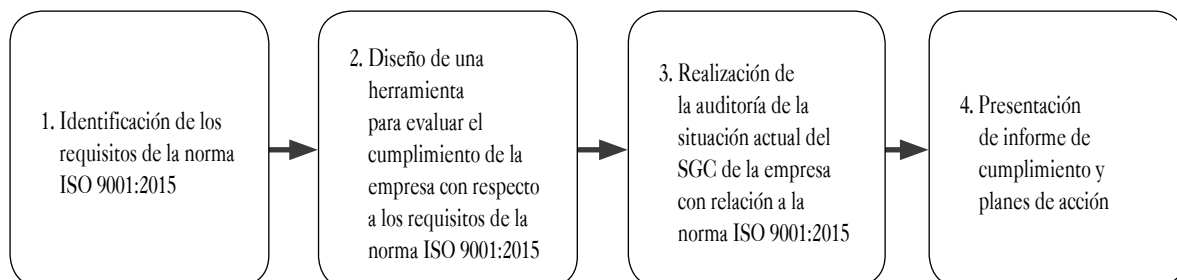 1. Identificación de los
requisitos de la norma
ISO 9001:2015
2. Diseño de una
herramienta
para evaluar el
cumplimiento de la
empresa con respecto
a los requisitos de la
norma ISO 9001:2015
3. Realización de
la auditoría de la
situación actual del
SGC de la empresa
con relación a la
norma ISO 9001:2015
4. Presentación
de informe de
cumplimiento y
planes de acción